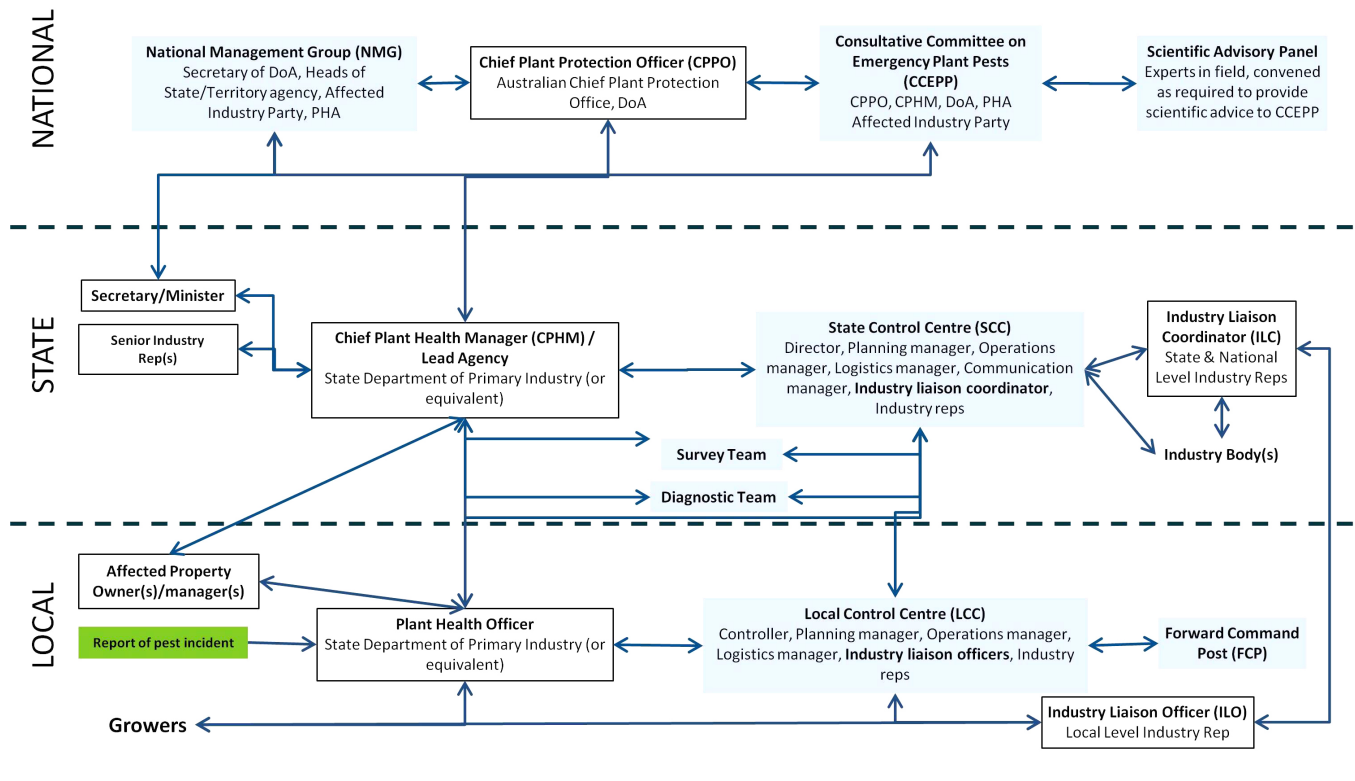 NATIONAL
National Management Group (NMG)
Secretary of DoA, Heads of
State/Territory agency, Affected
Industry Party, PHA
Chief Plant Protection Officer (CPPO)
Australian Chief Plant Protection
Office, DoA
Consultative Committee on
Emergency Plant Pests
(CCEPP)
CPPO, CPHM, DoA, PHA
Affected Industry Party
Scientific Advisory Panel
Experts in field, convened
as required to provide
scientific advice to CCEPP
STATE
Secretary/Minister
Senior Industry
Rep(s)
Chief Plant Health Manager (CPHM) /
Lead Agency
State Department of Primary Industry (or
equivalent)
State Control Centre (SCC)
Director, Planning manager, Operations
manager, Logistics manager, Communication
manager, Industry liaison coordinator,
Industry reps
Industry Liaison
Coordinator (ILC)
State & National
Level Industry Reps
Survey Team
Industry Body(s)
Diagnostic Team
LOCAL
Affected Property
Owner(s)/manager(s)
Report of pest incident
Plant Health Officer
State Department of Primary Industry (or
equivalent)
Local Control Centre (LCC)
Controller, Planning manager, Operations manager,
Logistics manager, Industry liaison officers, Industry
reps
Forward Command
Post (FCP)
Growers
Industry Liaison Officer (ILO)
Local Level Industry Rep